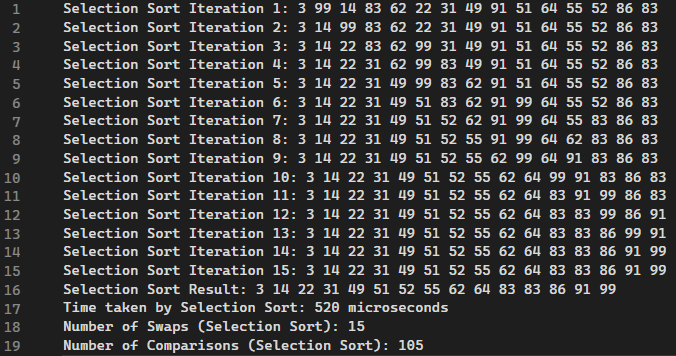 1 Selection Sort Iteration 1: 3 99 14 83 62 22 31 49 91 51 64 55 52 86 83
2 Selection Sort Iteration 2: 3 14 99 83 62 22 31 49 91 51 64 55 52 86 83
3 Selection Sort Iteration 3: 3 14 22 83 62 99 31 49 91 51 64 55 52 86 83
4 Selection Sort Iteration 4: 3 14 22 31 62 99 83 49 91 51 64 55 52 86 83
5 Selection Sort Iteration 5: 3 14 22 31 49 99 83 62 91 51 64 55 52 86 83
6 Selection Sort Iteration 6: 3 14 22 31 49 51 83 62 91 99 64 55 52 86 83
7 Selection Sort Iteration 7: 3 14 22 31 49 51 52 62 91 99 64 55 83 86 83
8 Selection Sort Iteration 8: 3 14 22 31 49 51 52 55 91 99 64 62 83 86 83
9 Selection Sort Iteration 9: 3 14 22 31 49 51 52 55 62 99 64 91 83 86 83
10 Selection Sort Iteration 10: 3 14 22 31 49 51 52 55 62 64 99 91 83 86 83
11 Selection Sort Iteration 11: 3 14 22 31 49 51 52 55 62 64 83 91 99 86 83
12 Selection Sort Iteration 12: 3 14 22 31 49 51 52 55 62 64 83 83 99 86 91
13 Selection Sort Iteration 13: 3 14 22 31 49 51 52 55 62 64 83 83 86 99 91
14 Selection Sort Iteration 14: 3 14 22 31 49 51 52 55 62 64 83 83 86 91 99
15 Selection Sort Iteration 15: 3 14 22 31 49 51 52 55 62 64 83 83 86 91 99
16 Selection Sort Result: 3 14 22 31 49 51 52 55 62 64 83 83 86 91 99
17 Time taken by Selection Sort: 520 microseconds
18 Number of Swaps (Selection Sort): 15
19 Number of Comparisons (Selection Sort): 105